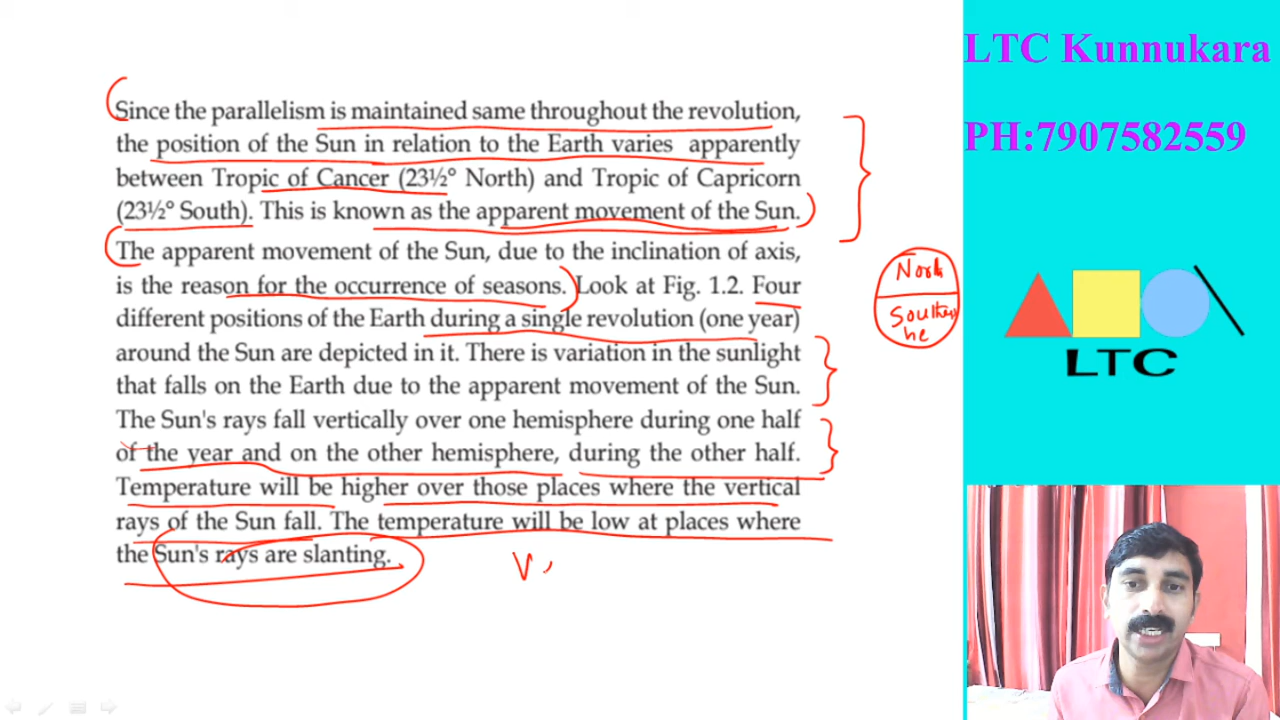 Since the parallelism is maintained same throughout the revolution,
the position of the Sun in relation to the Earth varies apparently
between Tropic of Cancer (23½° North) and Tropic of Capricorn
(23½° South). This is known as the apparent movement of the Sun.
The apparent movement of the Sun, due to the inclination of axis,
is the reason for the occurrence of seasons. Look at Fig. 1.2. Four
different positions of the Earth during a single revolution (one year)
around the Sun are depicted in it. There is variation in the sunlight
that falls on the Earth due to the apparent movement of the Sun.
The Sun's rays fall vertically over one hemisphere during one half
of the year and on the other hemisphere, during the other half.
Temperature will be higher over those places where the vertical
rays of the Sun fall. The temperature will be low at places where
the Sun's rays are slanting.
V
he
LTC Kunnukara
PH:7907582559
LTC